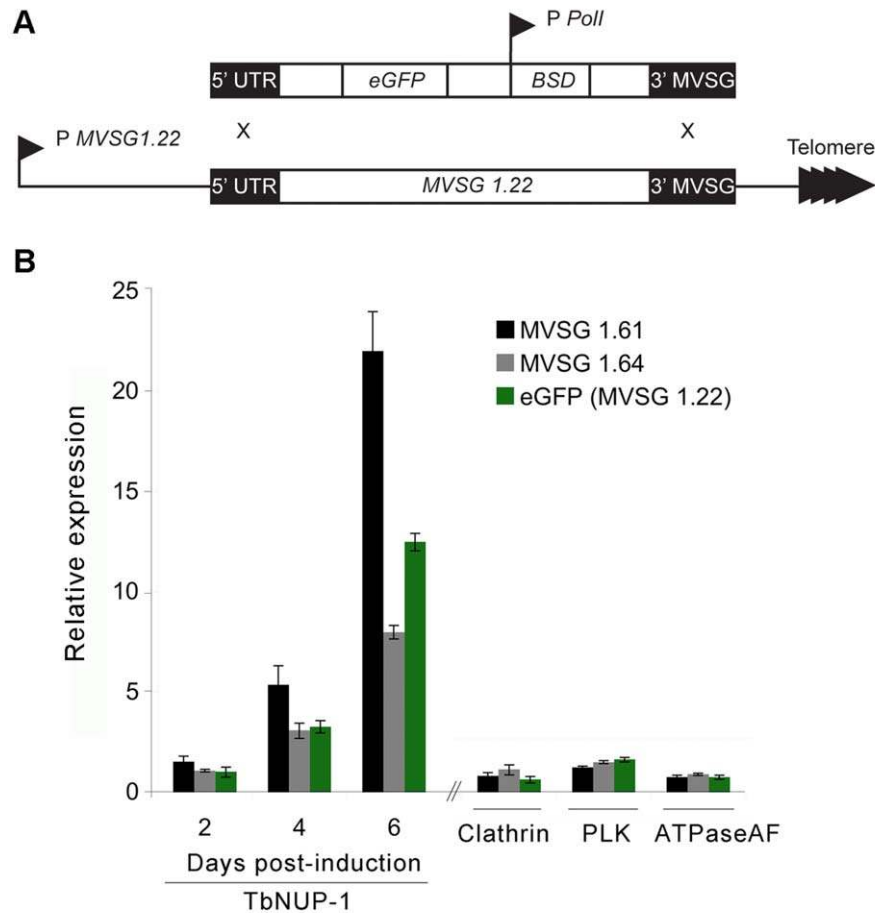 A
P PolI
5' UTR eGFP BSD 3' MVSG
P MVSG1.22
X X
Telomere
5' UTR MVSG 1.22 3' MVSG
B
25
20
15
10
5
0
Relative expression
MVSG 1.61
MVSG 1.64
eGFP (MVSG 1.22)
2 4 6
Days post-induction
TbNUP-1
//
Clathrin PLK ATPaseAF